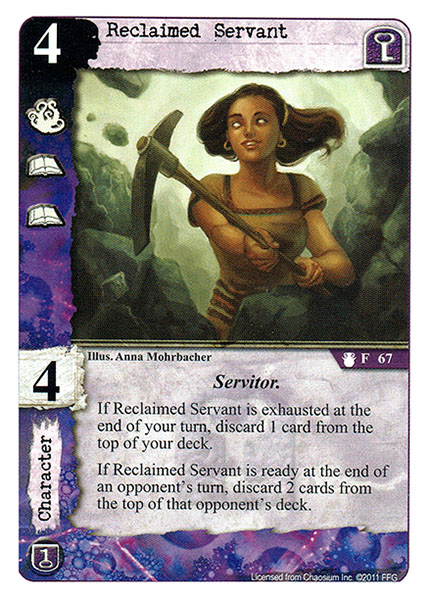 4
Reclaimed Servant
Illus. Anna Mohrbacher
F 67
4
Character
Servitor.
If Reclaimed Servant is exhausted at the
end of your turn, discard 1 card from the
top of your deck.
If Reclaimed Servant is ready at the end of
an opponent's turn, discard 2 cards from
the top of that opponent's deck.
1
Licensed from Chaosium Inc. ©2011 FFG